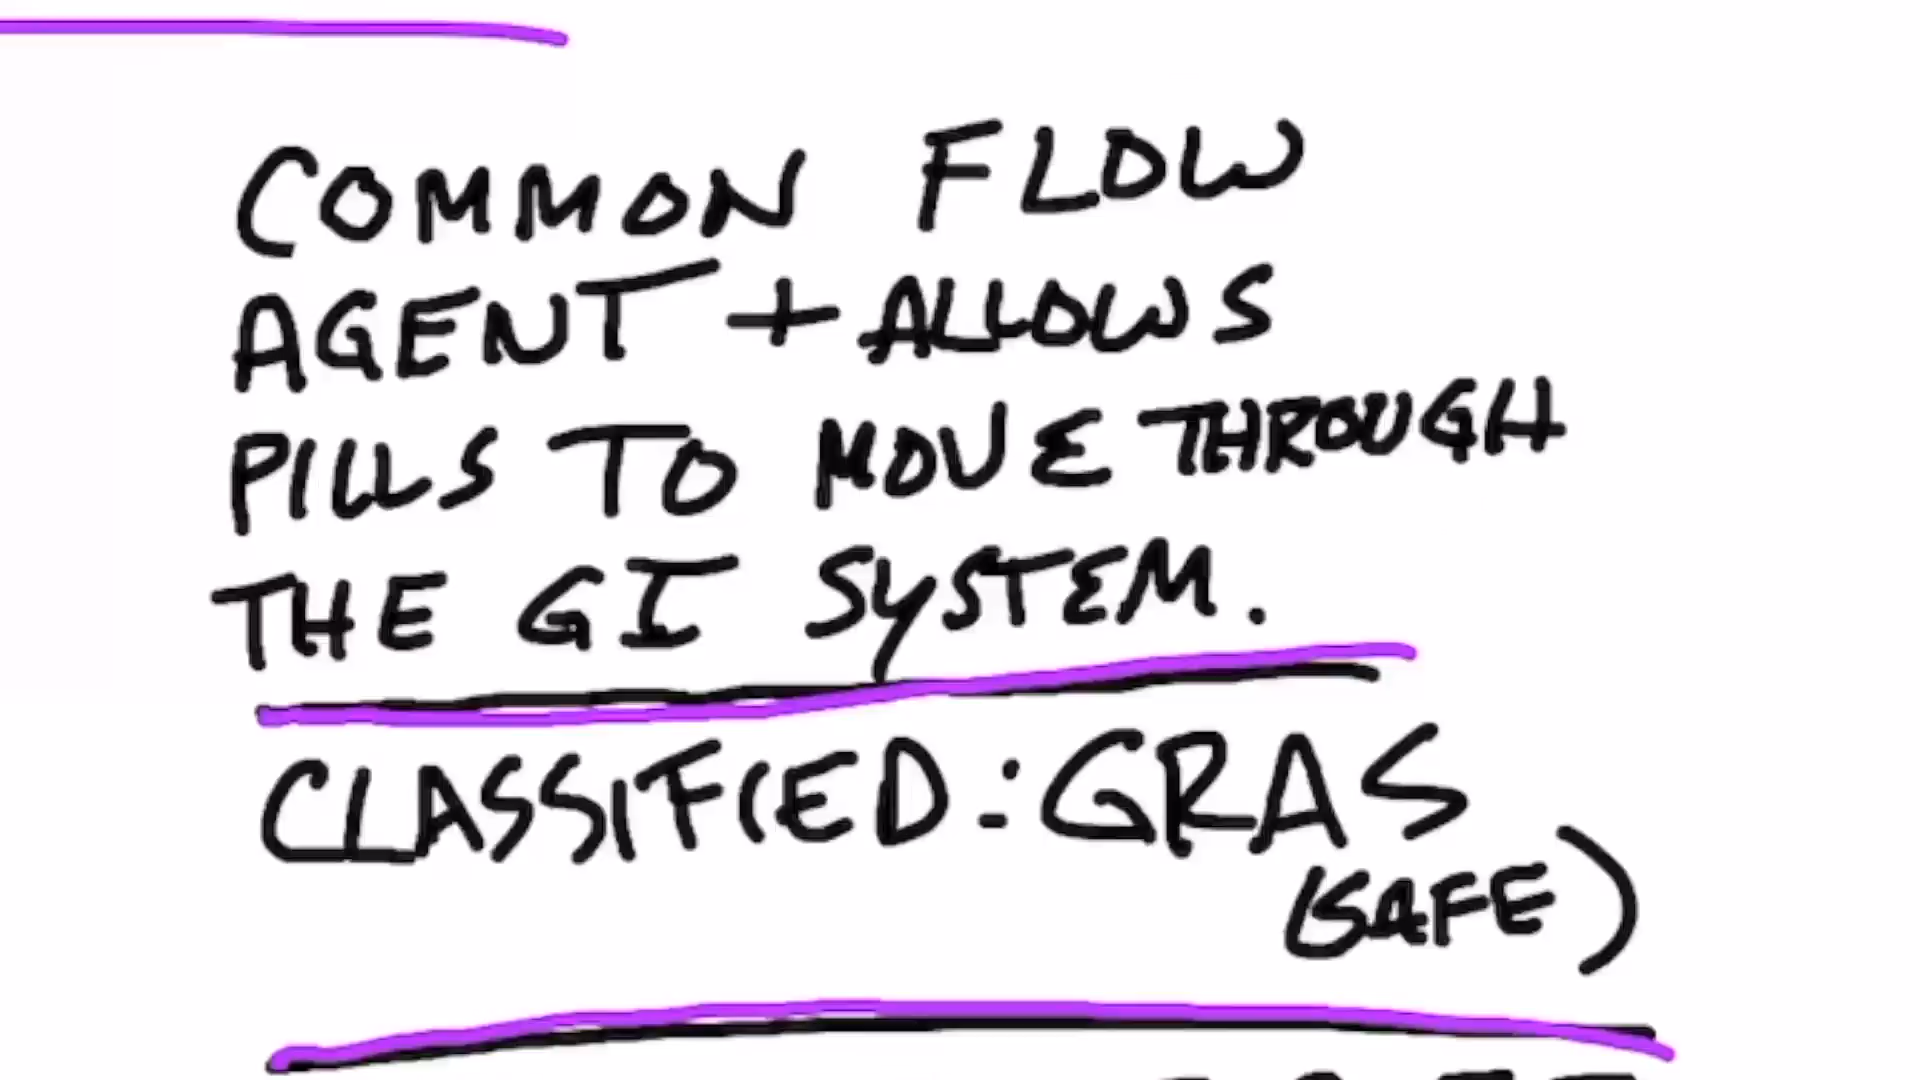 COMMON FLOW
AGENT + ALLOWS
PILLS TO MOVE THROUGH
THE GI SYSTEM.
CLASSIFIED: GRAS
(SAFE)